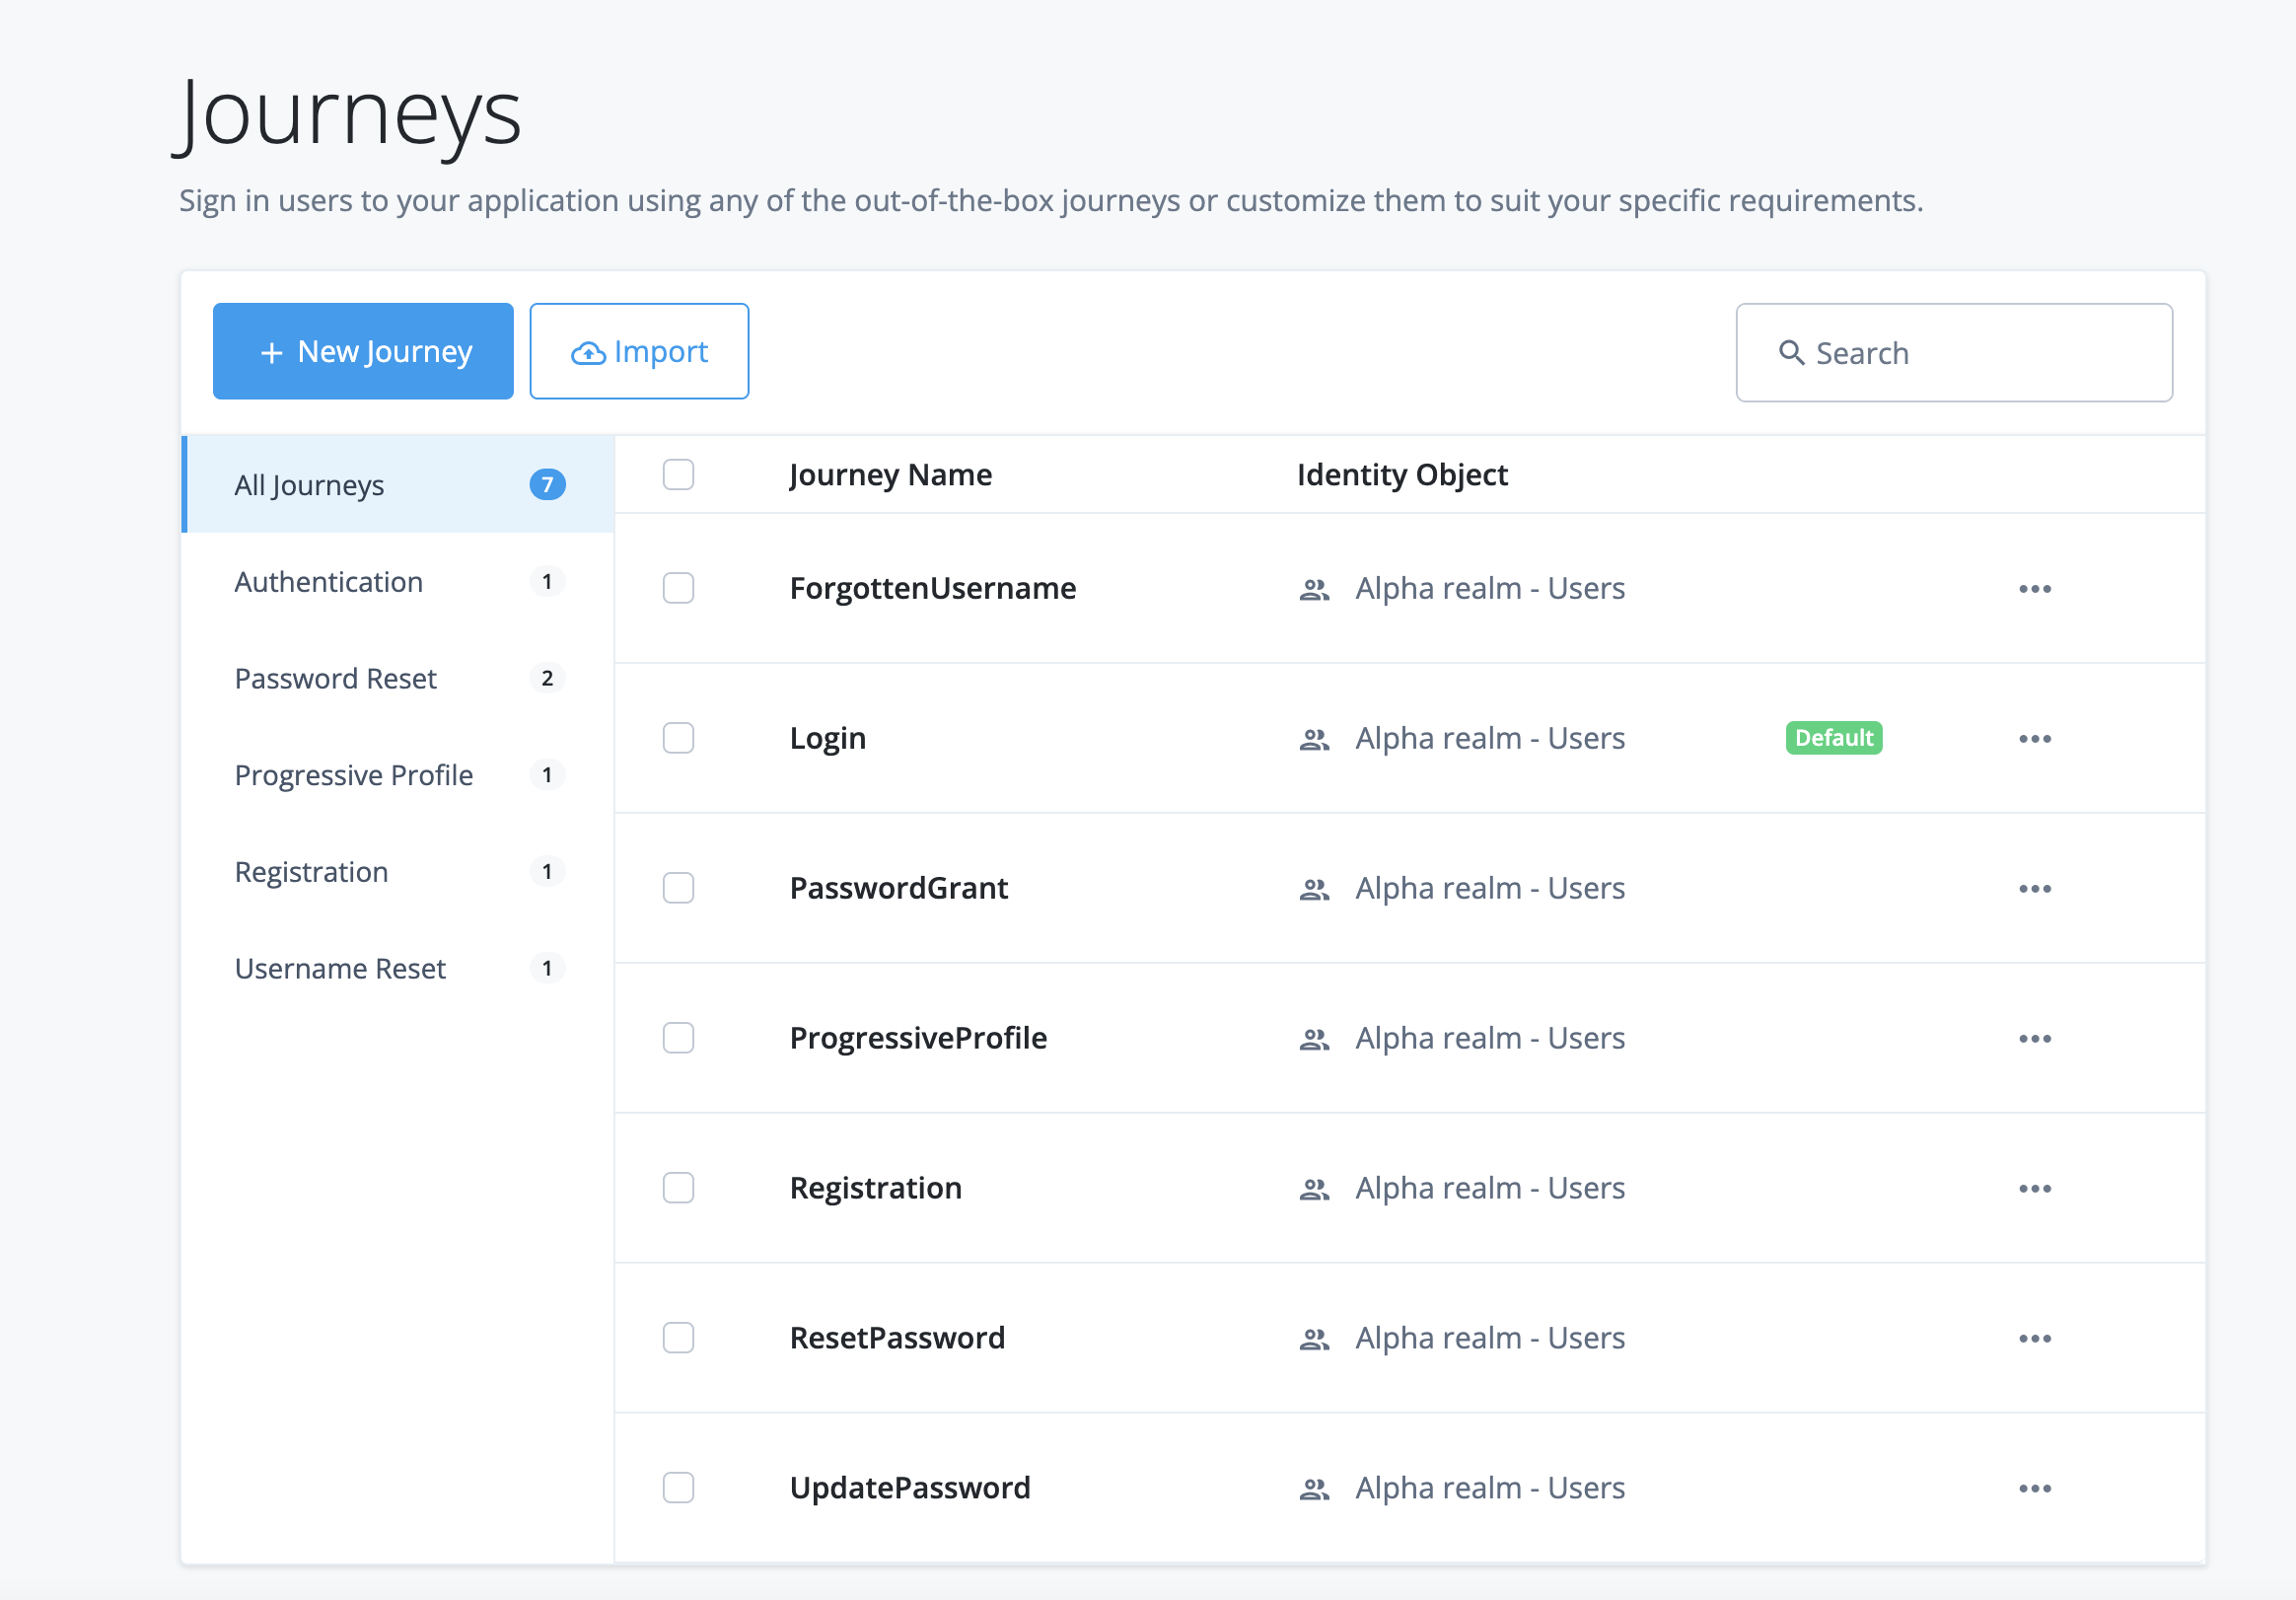 Journeys
Sign in users to your application using any of the out-of-the-box journeys or customize them to suit your specific requirements.
+ New Journey Import Search
All Journeys 7
Authentication 1
Password Reset 2
Progressive Profile 1
Registration 1
Username Reset 1
Journey Name Identity Object
ForgottenUsername Alpha realm - Users
Login Alpha realm - Users Default
PasswordGrant Alpha realm - Users
ProgressiveProfile Alpha realm - Users
Registration Alpha realm - Users
ResetPassword Alpha realm - Users
UpdatePassword Alpha realm - Users